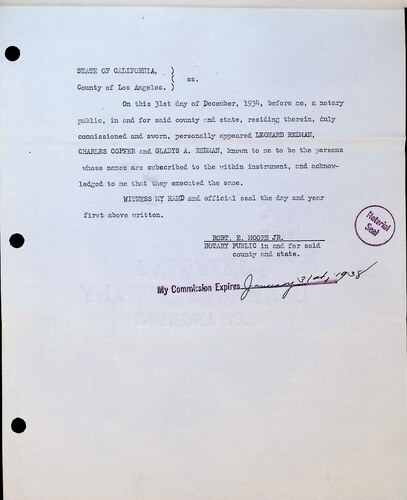 STATE OF CALIFORNIA, )
) ss.
County of Los Angeles. )
On this 31st day of December, 1934, before me, a notary
public, in and for said county and state, residing therein, duly
commissioned and sworn, personally appeared LEONARD REDMAN,
CHARLES COPPER and GLADYS A. REDMAN, known to me to be the persons
whose names are subscribed to the within instrument, and acknow-
ledged to me that they executed the same.
WITNESS MY HAND and official seal the day and year
first above written.
Notarial
Seal
ROBT. E. MOORE JR.
NOTARY PUBLIC in and for said
county and state.
My Commission Expires January 31st, 1938